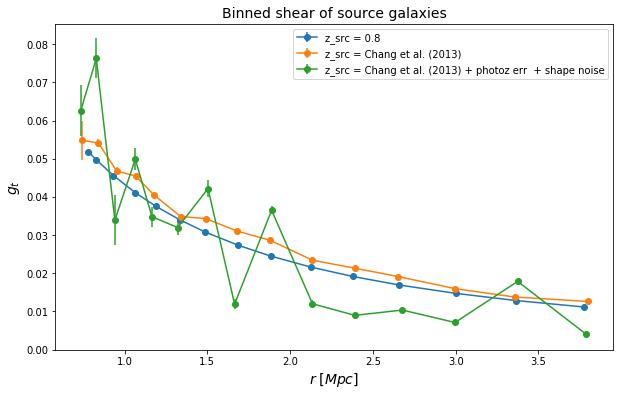 Binned shear of source galaxies
z_src = 0.8
z_src = Chang et al. (2013)
z_src = Chang et al. (2013) + photoz err  + shape noise
g_t
0.08
0.07
0.06
0.05
0.04
0.03
0.02
0.01
0.00
1.0 1.5 2.0 2.5 3.0 3.5
r [Mpc]